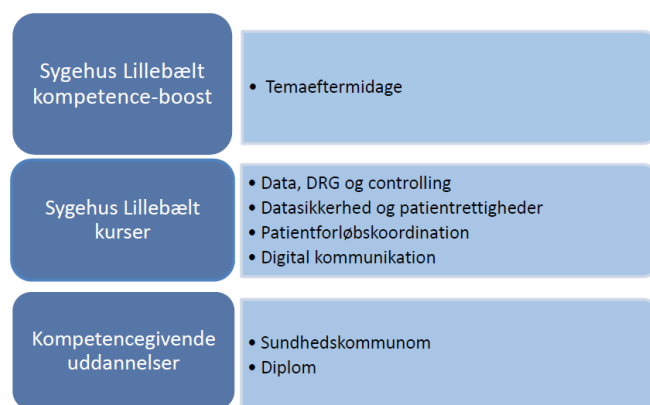 Sygehus Lillebælt
kompetence-boost
• Temaeftermidage
Sygehus Lillebælt
kurser
• Data, DRG og controlling
• Datasikkerhed og patientrettigheder
• Patientforløbskoordination
• Digital kommunikation
Kompetencegivende
uddannelser
• Sundhedskommunom
• Diplom